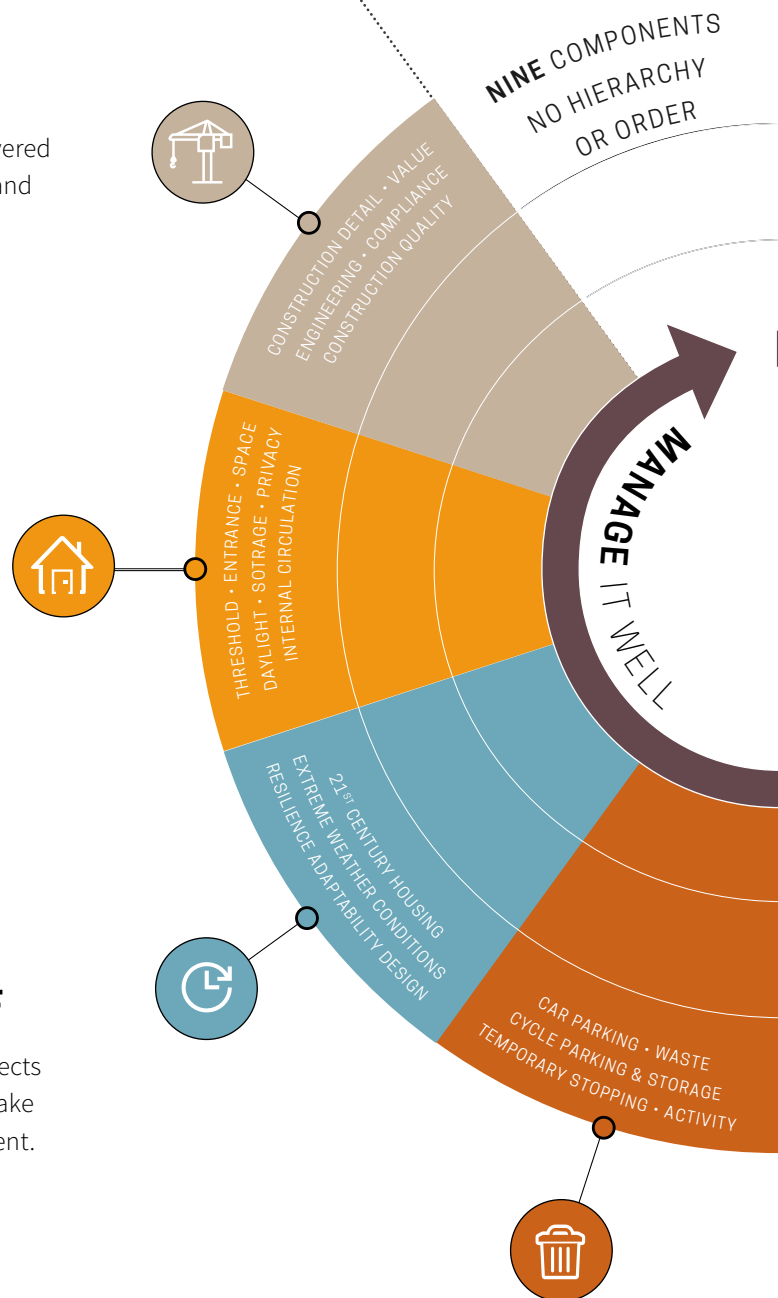 NINE COMPONENTS
NO HIERARCHY
OR ORDER
and
CONSTRUCTION DETAIL • VALUE
ENGINEERING • COMPLIANCE
CONSTRUCTION QUALITY
MANAGE IT WELL
THRESHOLD • ENTRANCE • SPACE
DAYLIGHT • SOTRAGE • PRIVACY
INTERNAL CIRCULATION
21ST CENTURY HOUSING
EXTREME WEATHER CONDITIONS
RESILIENCE ADAPTABILITY DESIGN
CAR PARKING • WASTE
CYCLE PARKING & STORAGE
TEMPORARY STOPPING • ACTIVITY